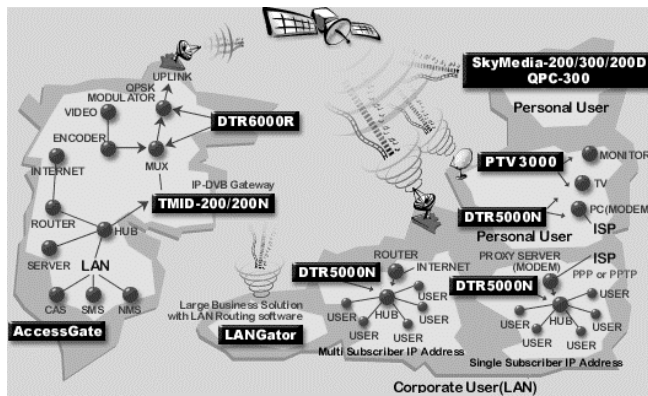 UPLINK
QPSK
MODULATOR
VIDEO
DTR6000R
ENCODER
MUX
INTERNET
IP-DVB Gateway
TMID-200/200N
ROUTER
HUB
SERVER
LAN
CAS
SMS
NMS
AccessGate
Large Business Solution
with LAN Routing software
LANGator
SkyMedia-200/300/200D
QPC-300
Personal User
PTV 3000
MONITOR
TV
DTR5000N
PC(MODEM)
ISP
Personal User
ROUTER
INTERNET
DTR5000N
USER
USER
HUB
USER
USER
USER
USER
USER
Multi Subscriber IP Address
PROXY SERVER
(MODEM)
ISP
PPP or PPTP
DTR5000N
USER
USER
HUB
USER
USER
USER
USER
Single Subscriber IP Address
Corporate User(LAN)